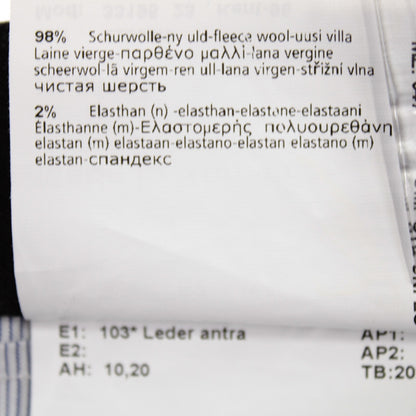 98% Schurwolle-ny uld-fleece wool-uusi villa
Laine vierge-παρθένο μαλλί-lana vergine
scheerwol-lã virgem-ren ull-lana virgen-střižní vlna
чистая шерсть
2% Elasthan (n) -elasthan-elastone-elastaani
Elasthanne (m)-Ελαστομερής πολυουρεθάνη
elastan (m) elastaan-elastano-elastan elastano (m)
elastan-спандекс
E1: 103* Leder antra AP1:
E2: AP2:
AH: 10,20 TB:20